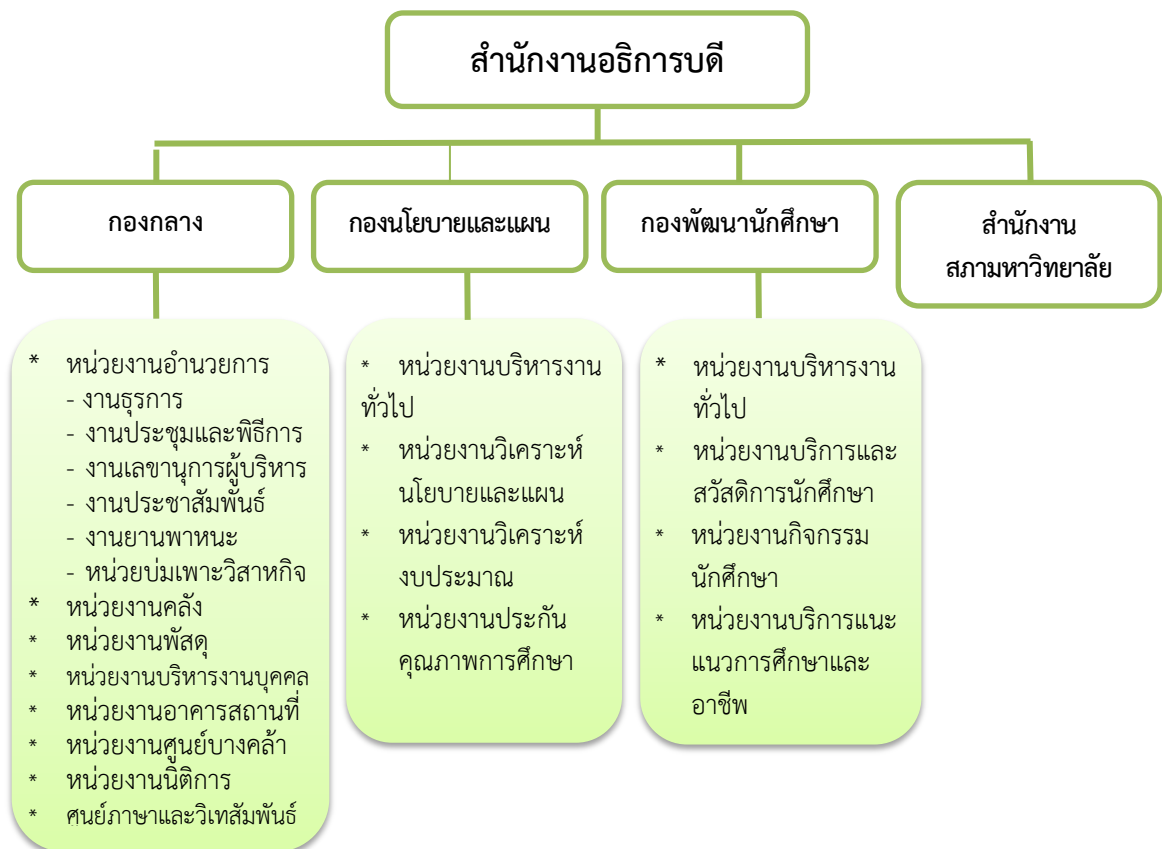 สำนักงานอธิการบดี
กองกลาง
กองนโยบายและแผน
กองพัฒนานักศึกษา
สำนักงาน
สภามหาวิทยาลัย
* หน่วยงานอำนวยการ
- งานธุรการ
- งานประชุมและพิธีการ
- งานเลขานุการผู้บริหาร
- งานประชาสัมพันธ์
- งานยานพาหนะ
- หน่วยบ่มเพาะวิสาหกิจ
* หน่วยงานคลัง
* หน่วยงานพัสดุ
* หน่วยงานบริหารงานบุคคล
* หน่วยงานอาคารสถานที่
* หน่วยงานศูนย์บางคล้า
* หน่วยงานนิติการ
* ศูนย์ภาษาและวิเทสัมพันธ์
* หน่วยงานบริหารงาน
ทั่วไป
* หน่วยงานวิเคราะห์
นโยบายและแผน
* หน่วยงานวิเคราะห์
งบประมาณ
* หน่วยงานประกัน
คุณภาพการศึกษา
* หน่วยงานบริหารงาน
ทั่วไป
* หน่วยงานบริการและ
สวัสดิการนักศึกษา
* หน่วยงานกิจกรรม
นักศึกษา
* หน่วยงานบริการแนะ
แนวการศึกษาและ
อาชีพ